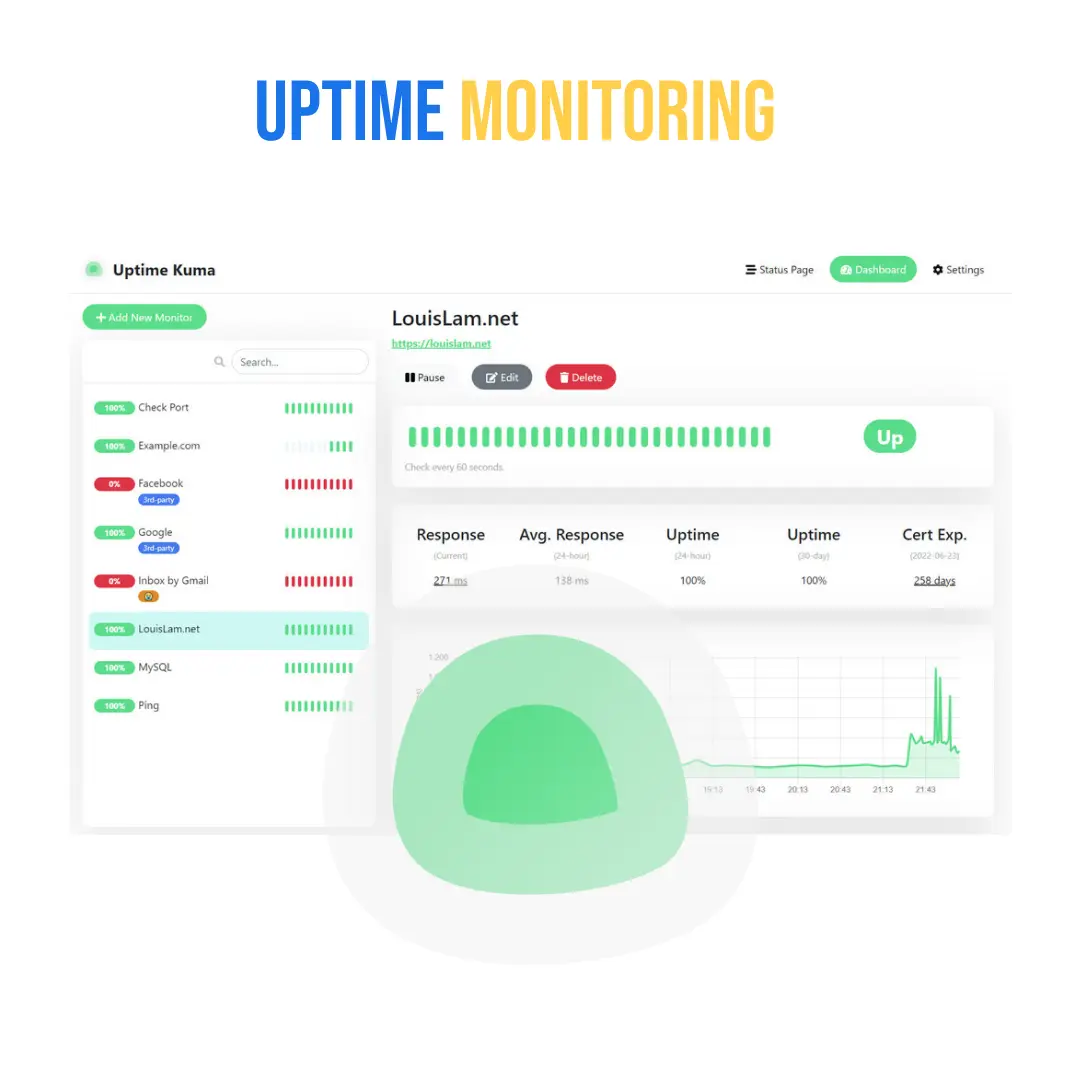 UPTIME MONITORING
Uptime Kuma
Status Page
Dashboard
Settings
+ Add New Monitor
Search...
100% Check Port
100% Example.com
0% Facebook
3rd-party
100% Google
3rd-party
0% Inbox by Gmail
100% LouisLam.net
100% MySQL
100% Ping
LouisLam.net
https://louislam.net
Pause
Edit
Delete
Check every 60 seconds.
Up
Response Avg. Response Uptime Uptime Cert Exp.
(Current) (24-hour) (24-hour) (30-day) (2022-06-23)
271 ms 138 ms 100% 100% 258 days
1,200
19:13 19:43 20:13 20:43 21:13 21:43